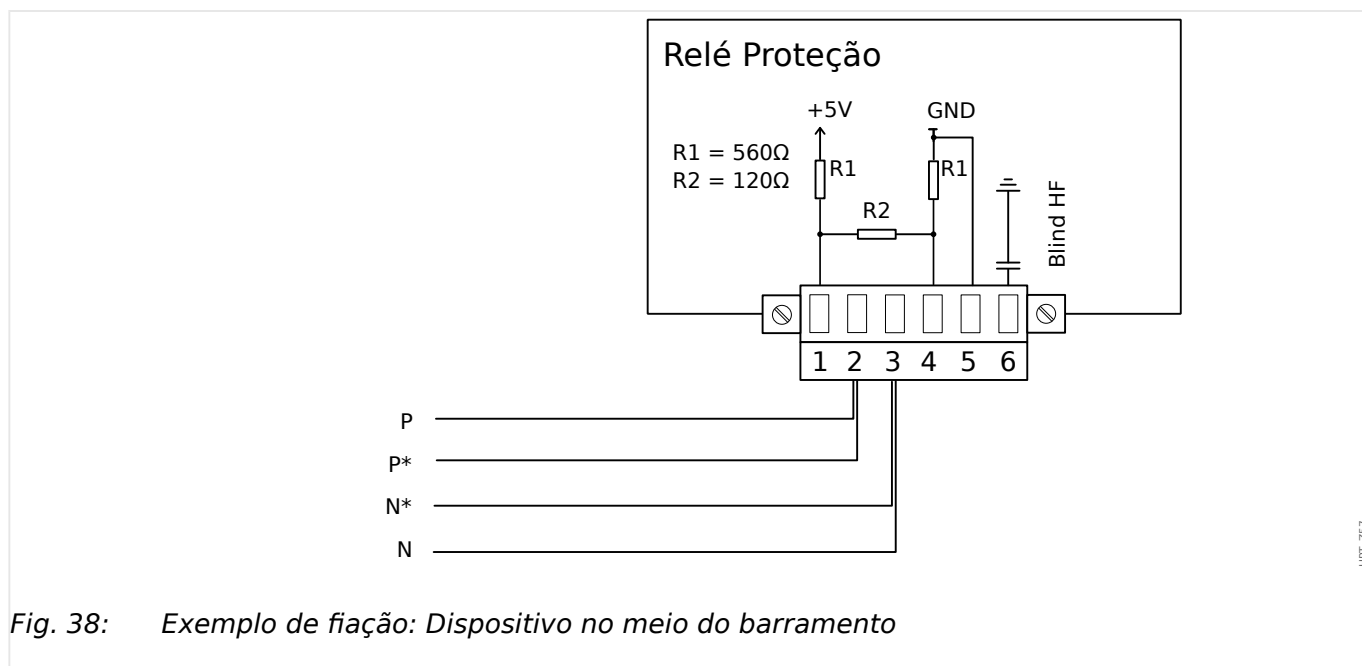 Relé Proteção
+5V
GND
R1 = 560Ω
R2 = 120Ω
R1
R1
R2
Blind HF
1 2 3 4 5 6
P
P*
N*
N
Fig. 38: Exemplo de fiação: Dispositivo no meio do barramento